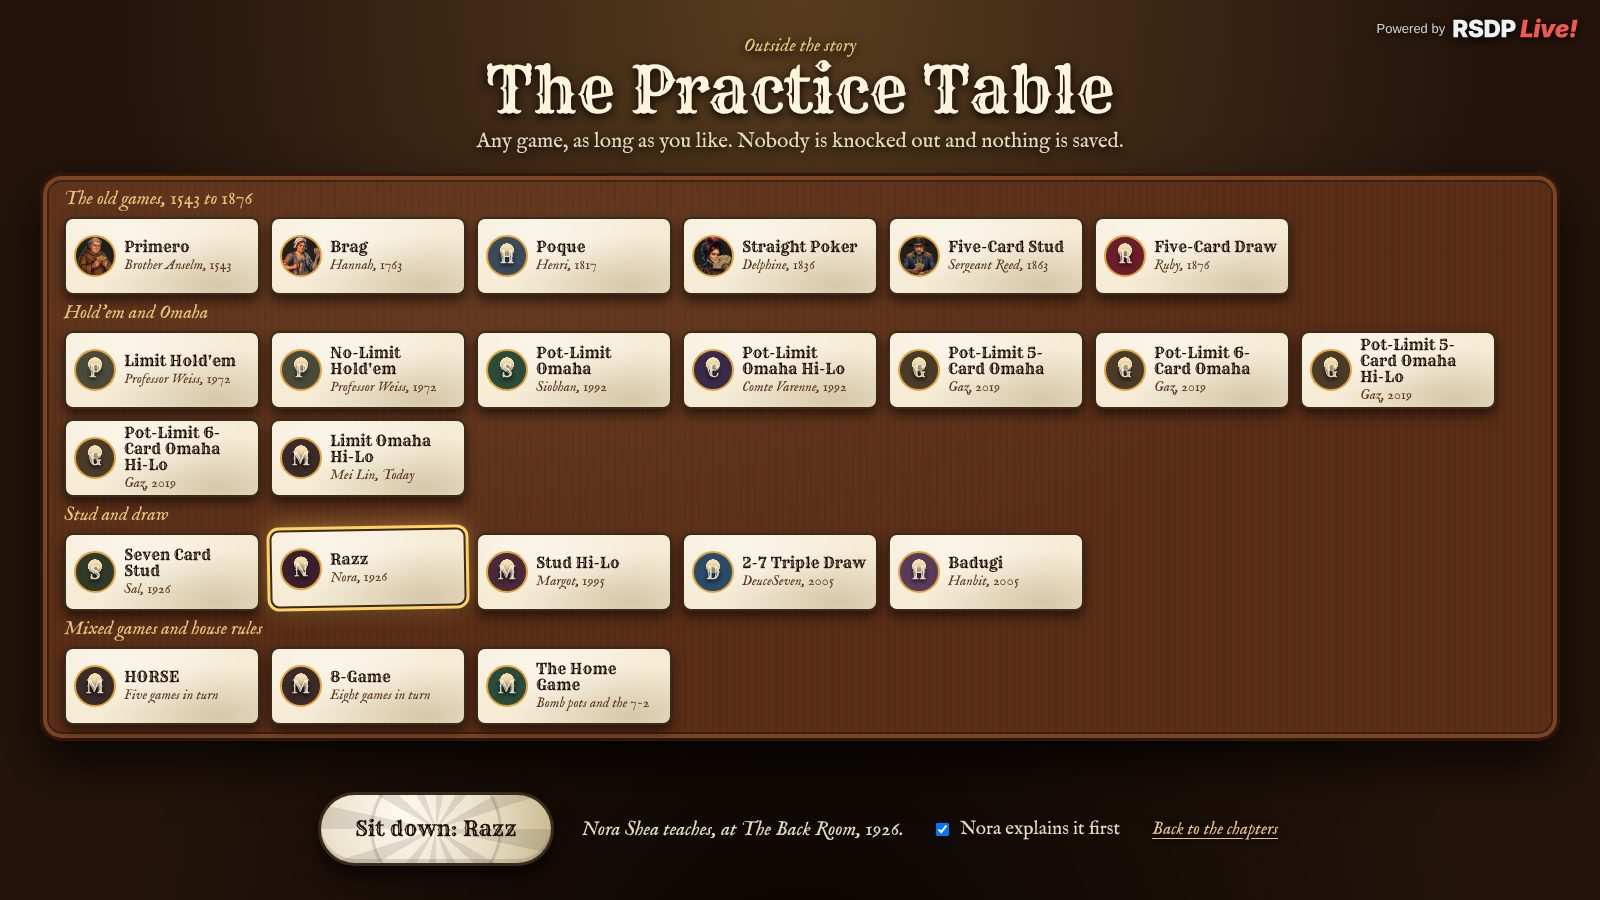 Powered by RSDP Live!
Outside the story
The Practice Table
Any game, as long as you like. Nobody is knocked out and nothing is saved.
The old games, 1543 to 1876
Primero
Brother Anselm, 1543
Brag
Hannah, 1763
H
Poque
Henri, 1817
Straight Poker
Delphine, 1836
Five-Card Stud
Sergeant Reed, 1863
R
Five-Card Draw
Ruby, 1876
Hold'em and Omaha
P
Limit Hold'em
Professor Weiss, 1972
P
No-Limit
Hold'em
Professor Weiss, 1972
S
Pot-Limit
Omaha
Siobhan, 1992
C
Pot-Limit
Omaha Hi-Lo
Comte Varenne, 1992
G
Pot-Limit 5-
Card Omaha
Gaz, 2019
G
Pot-Limit 6-
Card Omaha
Gaz, 2019
G
Pot-Limit 5-
Card Omaha
Hi-Lo
Gaz, 2019
G
Pot-Limit 6-
Card Omaha
Hi-Lo
Gaz, 2019
M
Limit Omaha
Hi-Lo
Mei Lin, Today
Stud and draw
S
Seven Card
Stud
Sal, 1926
N
Razz
Nora, 1926
M
Stud Hi-Lo
Margot, 1995
D
2-7 Triple Draw
DeuceSeven, 2005
H
Badugi
Hanbit, 2005
Mixed games and house rules
M
HORSE
Five games in turn
M
8-Game
Eight games in turn
M
The Home
Game
Bomb pots and the 7-2
Sit down: Razz
Nora Shea teaches, at The Back Room, 1926.
Nora explains it first
Back to the chapters